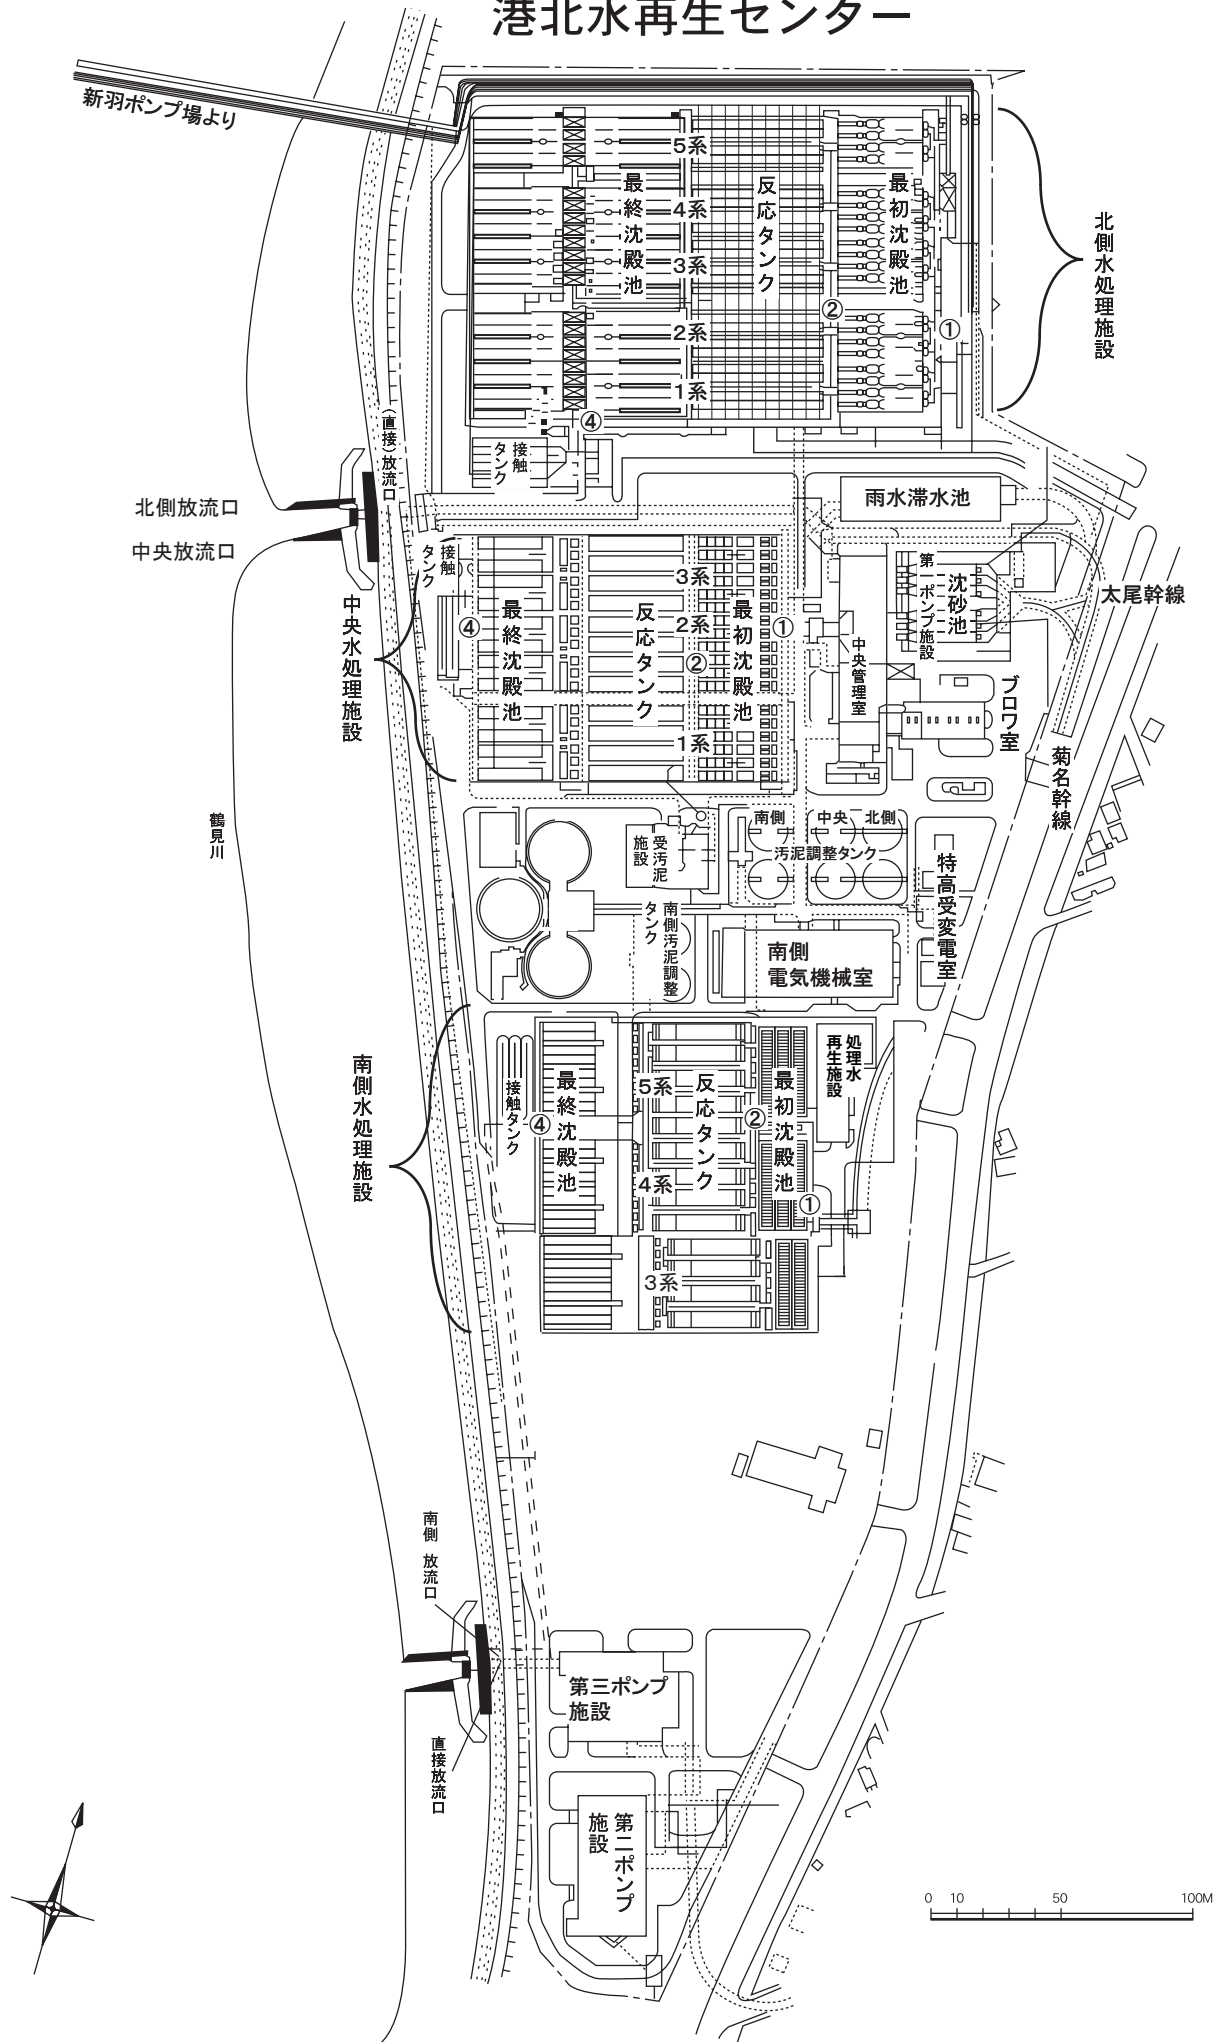 港北水再生センター
新羽ポンプ場より
5系
4系
3系
2系
1系
最終沈殿池
反応タンク
最初沈殿池
②
①
④
北側水処理施設
接触
タンク
(直接)放流口
北側放流口
中央放流口
雨水滞水池
接触
タンク
中央水処理施設
④
最終沈殿池
反応タンク
3系
2系
1系
②
最初沈殿池
①
中央管理室
第一ポンプ施設
沈砂池
太尾幹線
ブロワ室
菊名幹線
鶴見川
受汚泥
施設
南側
中央
北側
汚泥調整タンク
特高受変電室
南側汚泥調整
タンク
南側
電気機械室
南側水処理施設
接触タンク
④
最終沈殿池
5系
4系
3系
反応タンク
②
最初沈殿池
①
処理水
再生施設
南側 放流口
直接放流口
第三ポンプ
施設
第二ポンプ
施設
0 10 50 100M